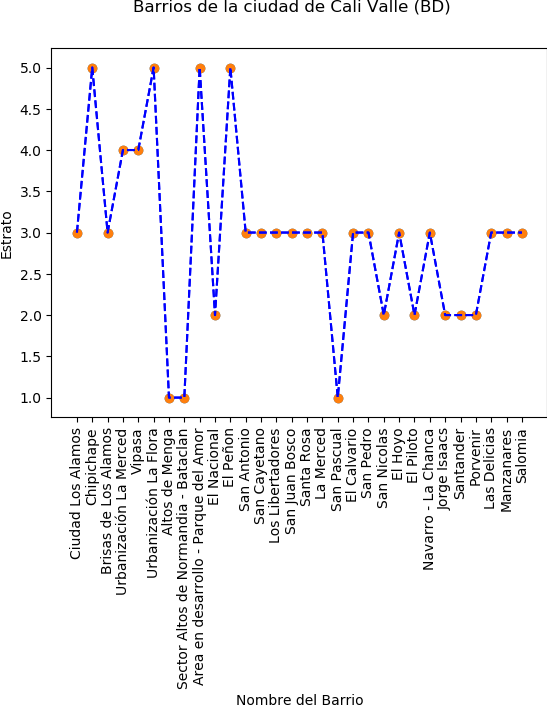 Barrios de la ciudad de Cali Valle (BD)
5.0
4.5
4.0
3.5
3.0
2.5
2.0
1.5
1.0
Estrato
Ciudad Los Alamos
Chipichape
Brisas de Los Alamos
Urbanización La Merced
Vipasa
Urbanización La Flora
Altos de Menga
Sector Altos de Normandia - Bataclán
Area en desarrollo - Parque del Amor
El Nacional
El Peñon
San Antonio
San Cayetano
Los Libertadores
San Juan Bosco
Santa Rosa
La Merced
San Pascual
El Calvario
San Pedro
San Nicolas
El Hoyo
El Piloto
Navarro - La Chanca
Jorge Isaacs
Santander
Porvenir
Las Delicias
Manzanares
Salomia
Nombre del Barrio